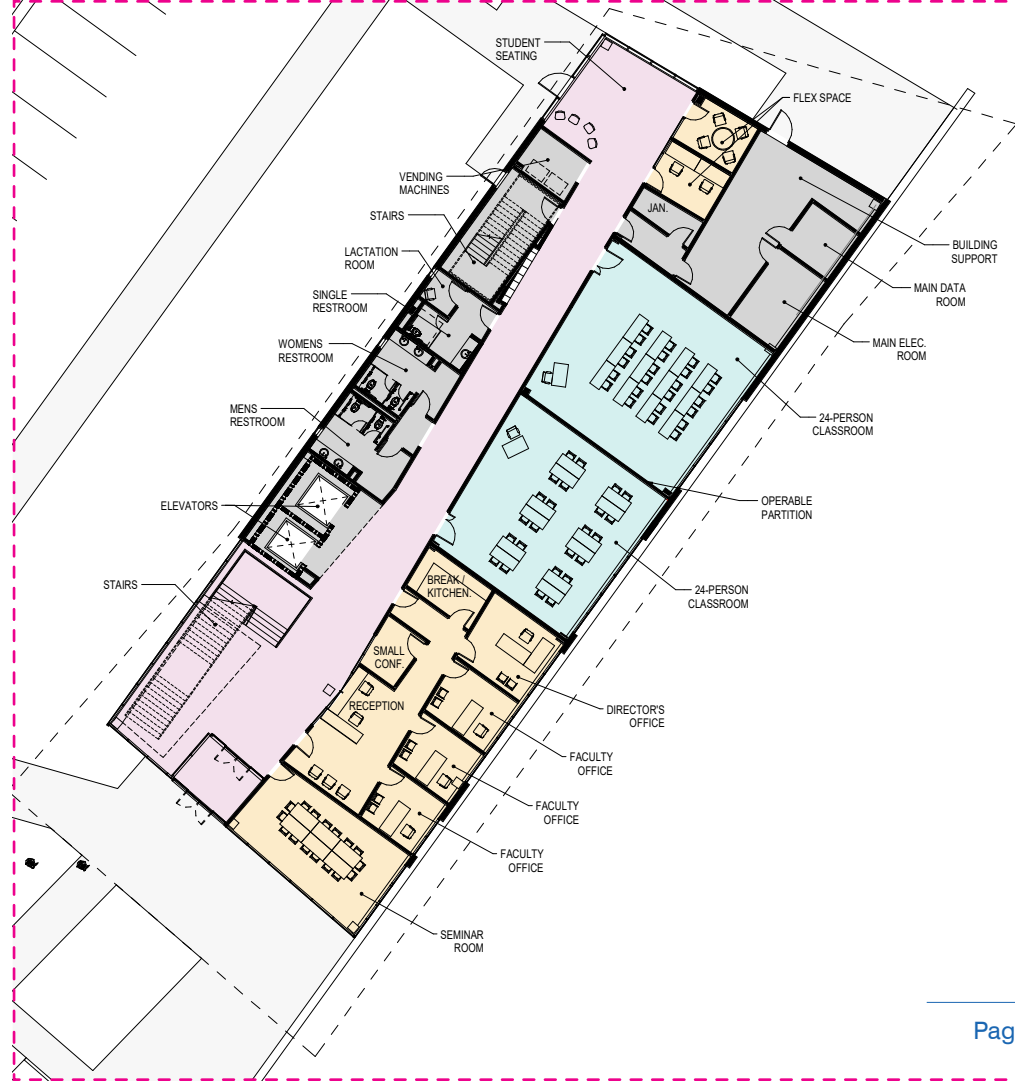 STUDENT
SEATING
FLEX SPACE
VENDING
MACHINES
STAIRS
JAN.
LACTATION
ROOM
BUILDING
SUPPORT
SINGLE
RESTROOM
MAIN DATA
ROOM
WOMENS
RESTROOM
MAIN ELEC.
ROOM
MENS
RESTROOM
24-PERSON
CLASSROOM
ELEVATORS
OPERABLE
PARTITION
STAIRS
BREAK /
KITCHEN.
24-PERSON
CLASSROOM
SMALL
CONF.
RECEPTION
DIRECTOR'S
OFFICE
FACULTY
OFFICE
FACULTY
OFFICE
FACULTY
OFFICE
SEMINAR
ROOM
Pag